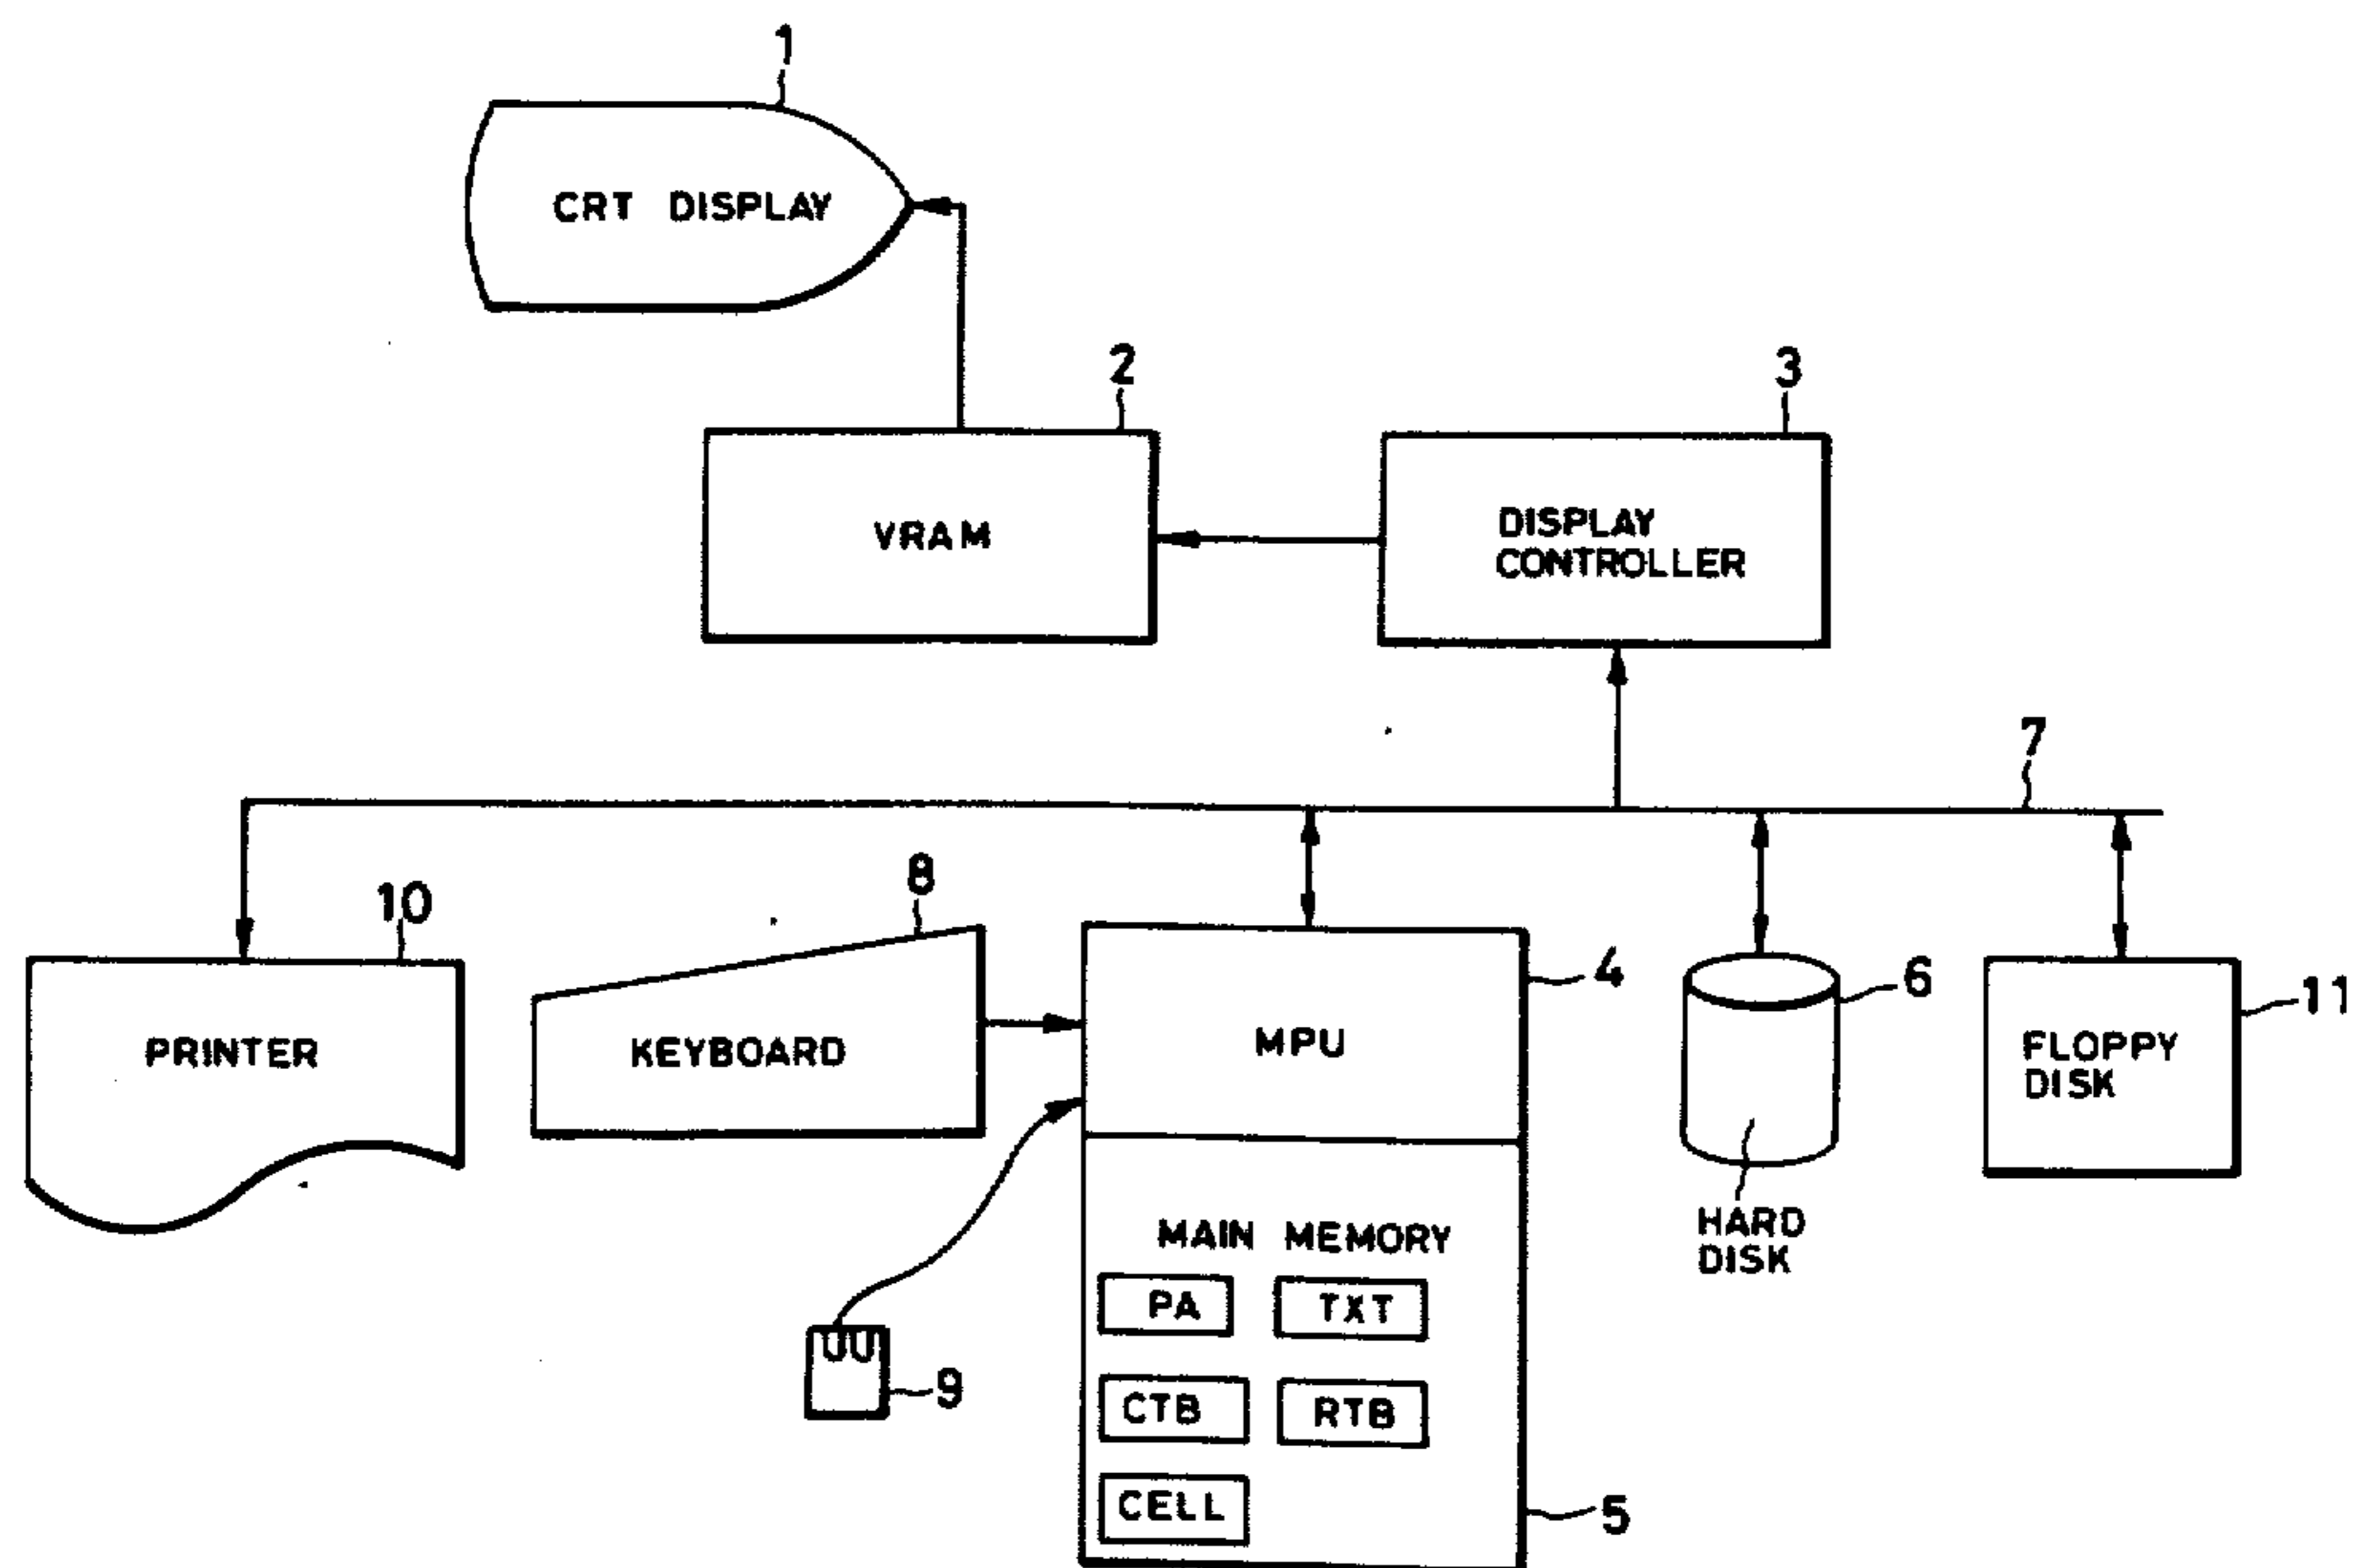 1
CRT DISPLAY
2
3
VRAM
DISPLAY
CONTROLLER
7
10
8
4
6
11
PRINTER
KEYBOARD
MPU
FLOPPY
DISK
HARD
DISK
MAIN MEMORY
PA
TXT
9
CTB
RTB
CELL
5